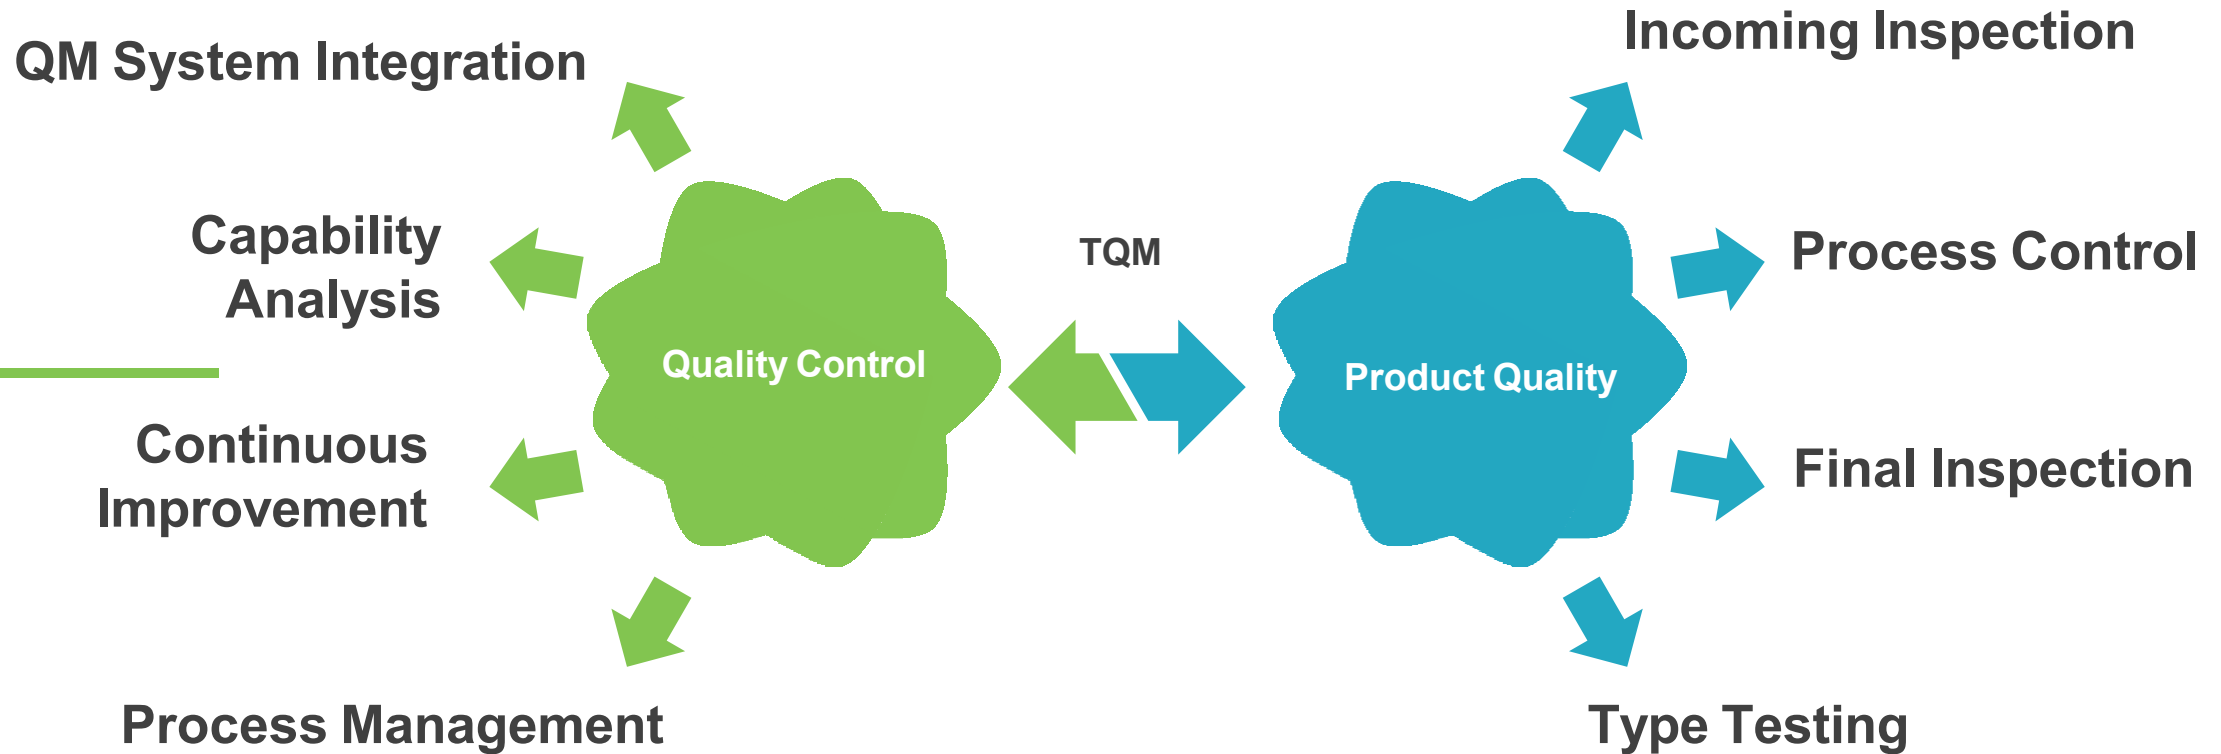 QM System Integration
Capability
Analysis
Continuous
Improvement
Process Management
Quality Control
TQM
Product Quality
Incoming Inspection
Process Control
Final Inspection
Type Testing